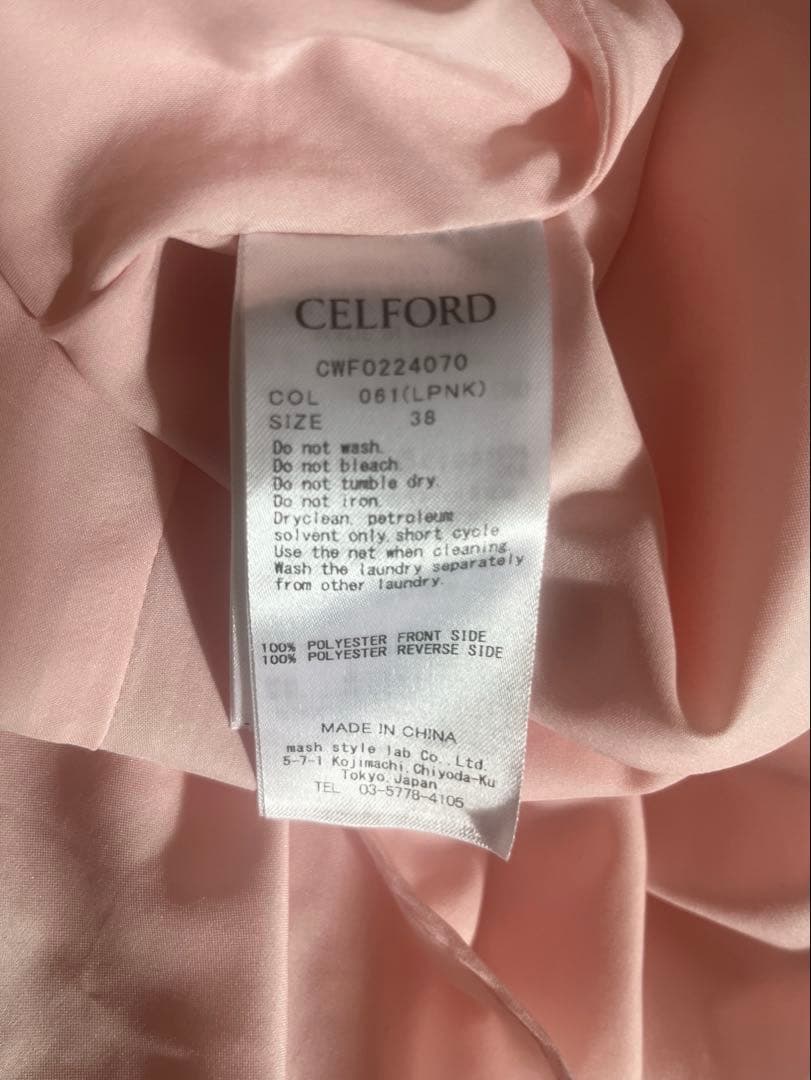 CELFORD
CWFO224070
COL 061(LPNK)
SIZE 38
Do not wash.
Do not bleach.
Do not tumble dry.
Do not iron.
Dryclean, petroleum
solvent only, short cycle
Use the net when cleaning.
Wash the laundry separately
from other laundry.
100% POLYESTER FRONT SIDE
100% POLYESTER REVERSE SIDE
MADE IN CHINA
mash style lab Co., Ltd.
5-7-1 Kojimachi, Chiyoda-Ku
Tokyo, Japan
TEL 03-5778-4105